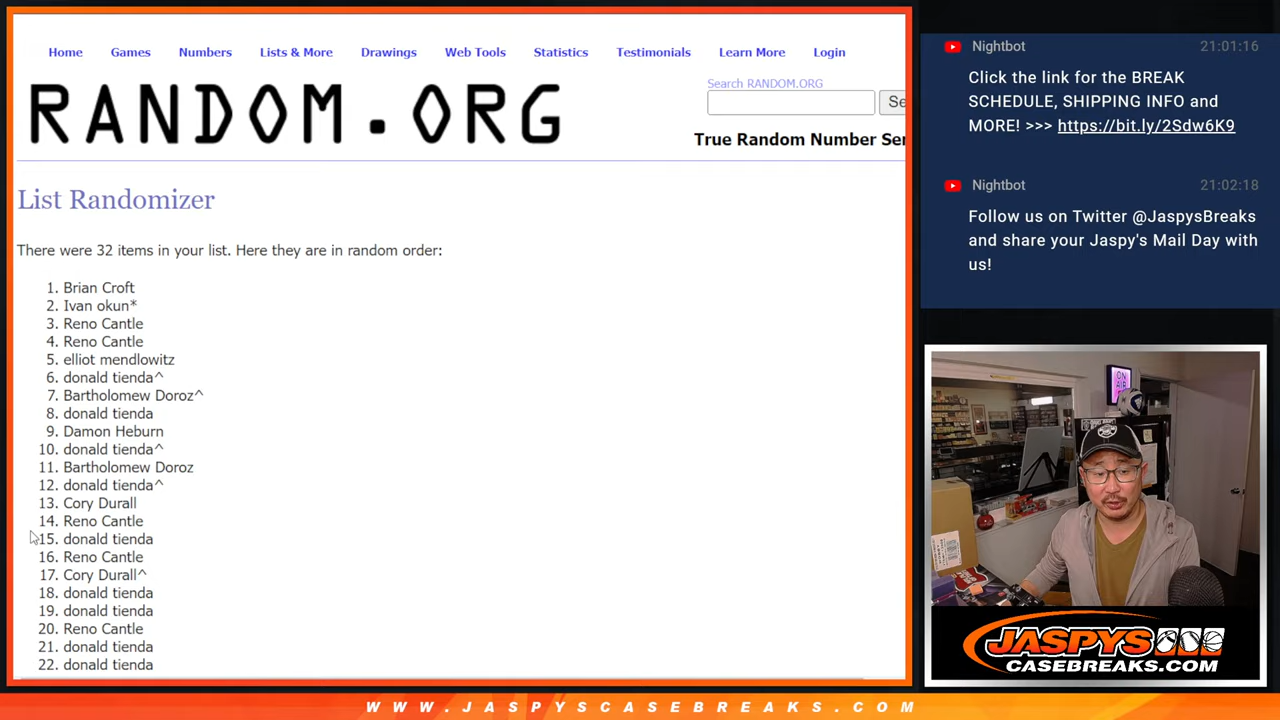 Home Games Numbers Lists & More Drawings Web Tools Statistics Testimonials Learn More Login
RANDOM.ORG
Search RANDOM.ORG
Se
True Random Number Ser
List Randomizer
There were 32 items in your list. Here they are in random order:
1. Brian Croft
2. Ivan okun*
3. Reno Cantle
4. Reno Cantle
5. elliot mendlowitz
6. donald tienda^
7. Bartholomew Doroz^
8. donald tienda
9. Damon Heburn
10. donald tienda^
11. Bartholomew Doroz
12. donald tienda^
13. Cory Durall
14. Reno Cantle
15. donald tienda
16. Reno Cantle
17. Cory Durall^
18. donald tienda
19. donald tienda
20. Reno Cantle
21. donald tienda
22. donald tienda
Nightbot 21:01:16
Click the link for the BREAK
SCHEDULE, SHIPPING INFO and
MORE! >>> https://bit.ly/2Sdw6K9
Nightbot 21:02:18
Follow us on Twitter @JaspysBreaks
and share your Jaspy's Mail Day with
us!
ON
AIR
JASPYS
CASEBREAKS.COM
WWW.JASPYSCASEBREAKS.COM